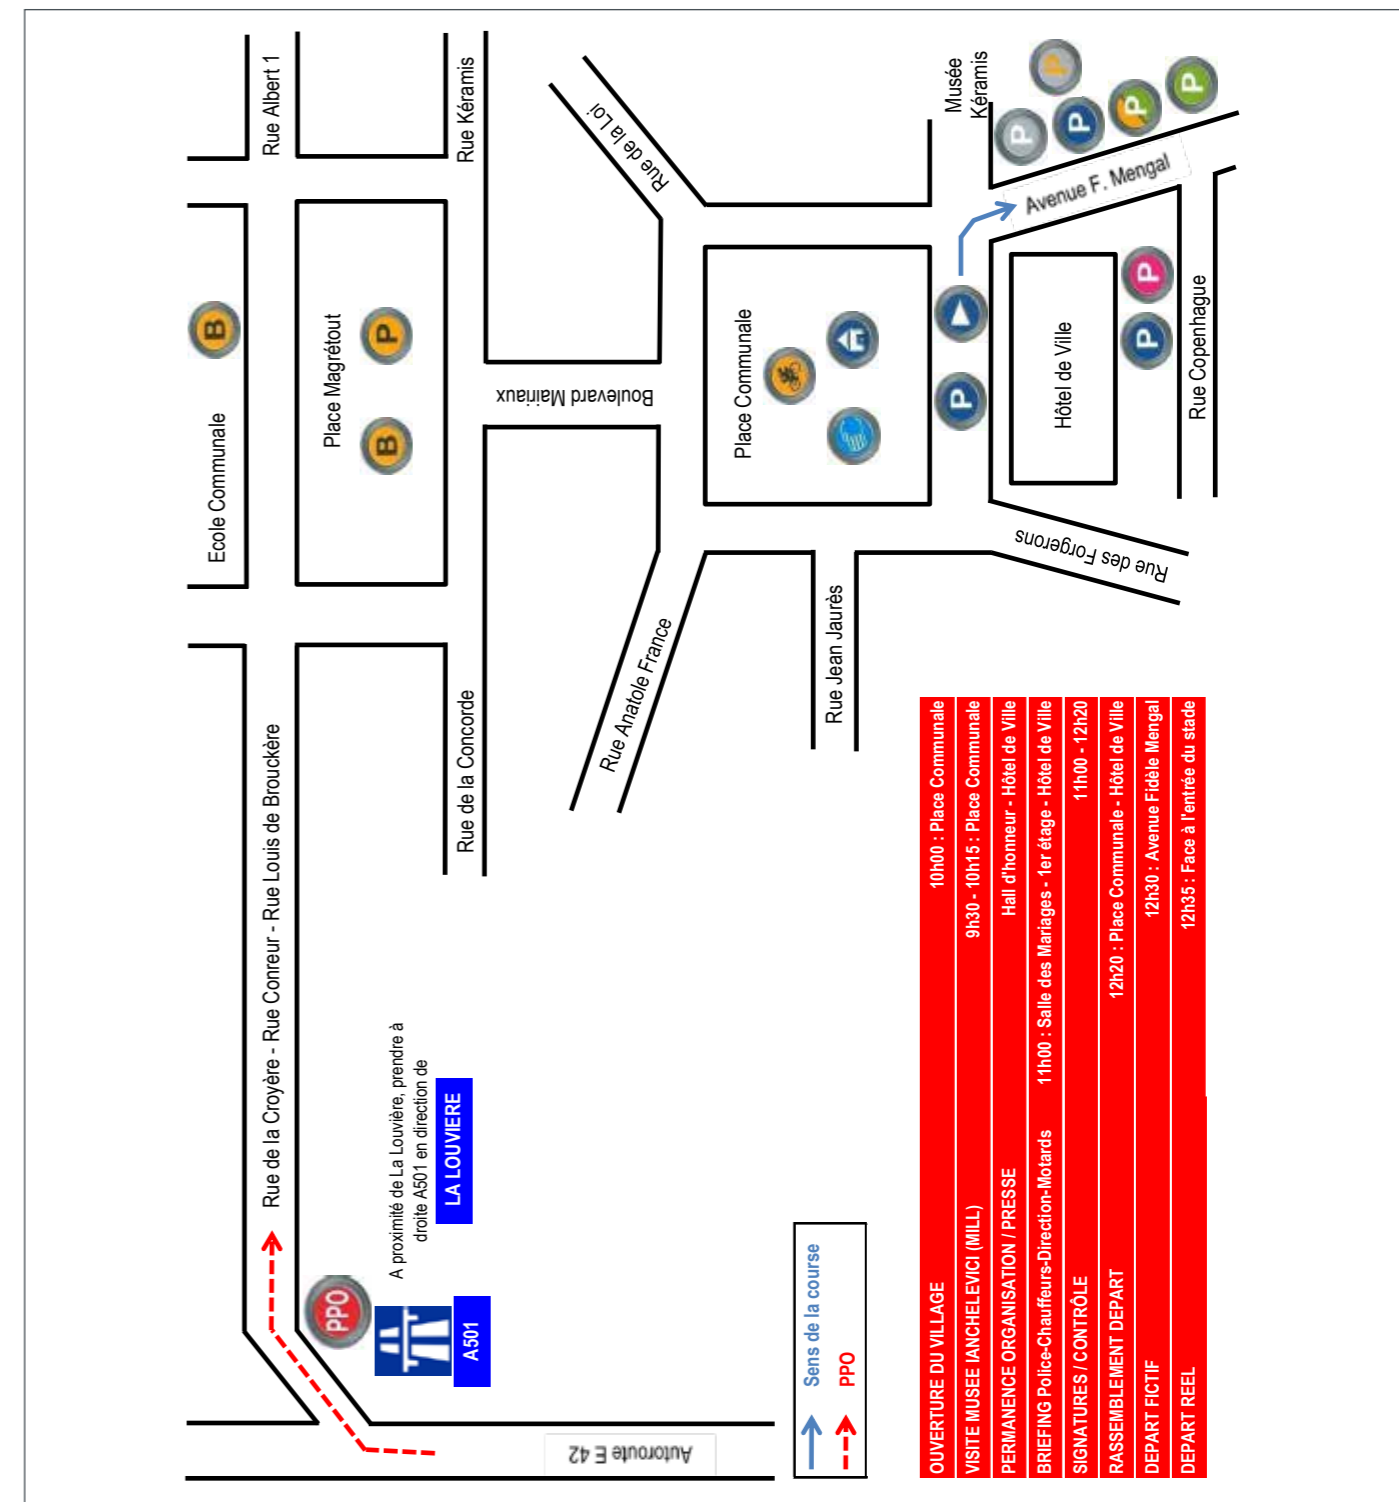 Rue Albert 1
Rue Kéramis
Rue de la Loi
Musée
Kéramis
P
P
P
P
P
Avenue F. Mengal
B
Ecole Communale
Place Magrétout
P
B
Boulevard Mairiaux
Place Communale
P
Hôtel de Ville
P
P
Rue Copenhague
Rue des Forgerons
Rue Jean Jaurès
Rue Anatole France
Rue de la Concorde
Rue de la Croyère - Rue Conreur - Rue Louis de Brouckère
PPO
A proximité de La Louvière, prendre à
droite A501 en direction de
LA LOUVIERE
A501
Autoroute E 42
Sens de la course
PPO
OUVERTURE DU VILLAGE 10h00 : Place Communale
VISITE MUSEE IANCHELEVICI (MILL) 9h30 - 10h15 : Place Communale
PERMANENCE ORGANISATION / PRESSE Hall d'honneur - Hôtel de Ville
BRIEFING Police-Chauffeurs-Direction-Motards 11h00 : Salle des Mariages - 1er étage - Hôtel de Ville
SIGNATURES / CONTRÔLE 11h00 - 12h20
RASSEMBLEMENT DEPART 12h20 : Place Communale - Hôtel de Ville
DEPART FICTIF 12h30 : Avenue Fidèle Mengal
DEPART REEL 12h35 : Face à l'entrée du stade